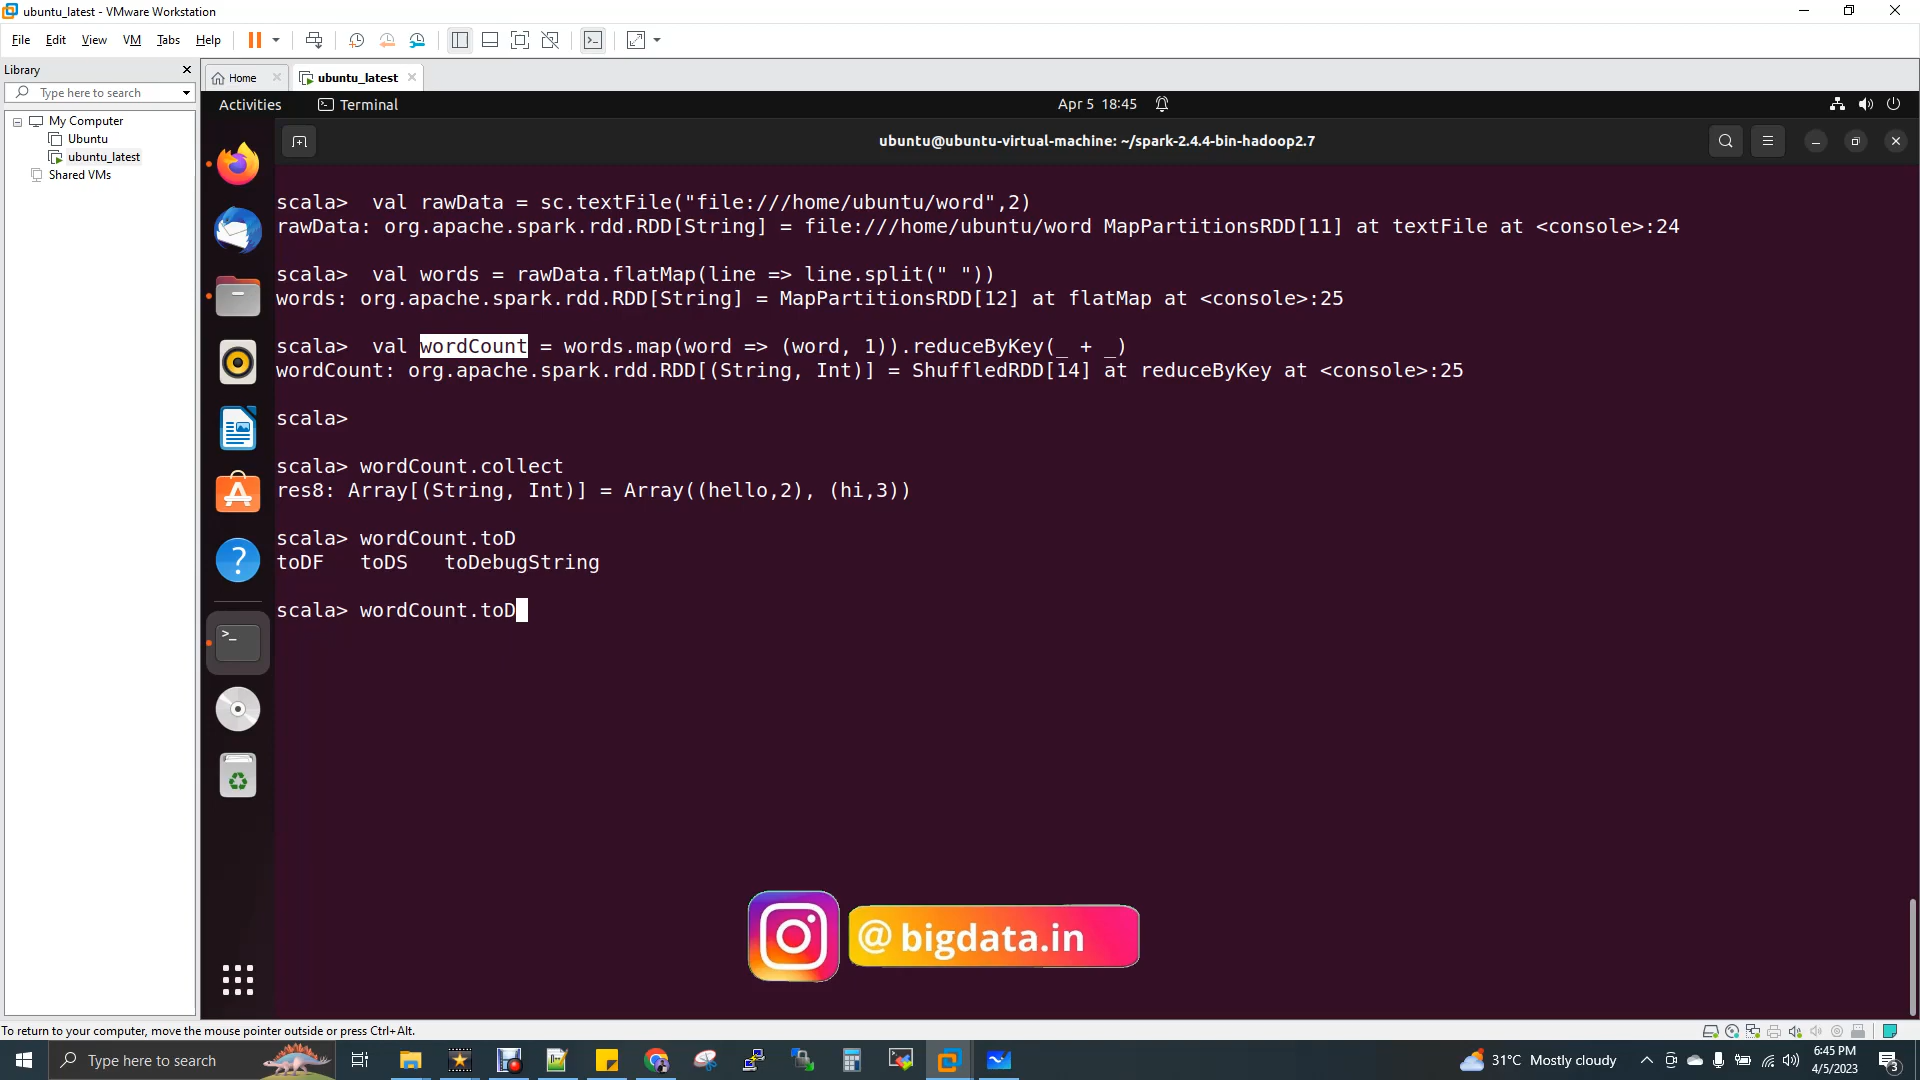 ubuntu_latest - VMware Workstation
File Edit View VM Tabs Help
Library
Type here to search
My Computer
Ubuntu
ubuntu_latest
Shared VMs
Home
ubuntu_latest
Activities
Terminal
Apr 5 18:45
ubuntu@ubuntu-virtual-machine: ~/spark-2.4.4-bin-hadoop2.7
scala>  val rawData = sc.textFile("file:///home/ubuntu/word",2)
rawData: org.apache.spark.rdd.RDD[String] = file:///home/ubuntu/word MapPartitionsRDD[11] at textFile at <console>:24
scala>  val words = rawData.flatMap(line => line.split(" "))
words: org.apache.spark.rdd.RDD[String] = MapPartitionsRDD[12] at flatMap at <console>:25
scala>  val wordCount = words.map(word => (word, 1)).reduceByKey(_ + _)
wordCount: org.apache.spark.rdd.RDD[(String, Int)] = ShuffledRDD[14] at reduceByKey at <console>:25
scala>
scala> wordCount.collect
res8: Array[(String, Int)] = Array((hello,2), (hi,3))
scala> wordCount.toD
toDF   toDS   toDebugString
scala> wordCount.toD
@ bigdata.in
To return to your computer, move the mouse pointer outside or press Ctrl+Alt.
Type here to search
31°C Mostly cloudy
6:45 PM
4/5/2023
3